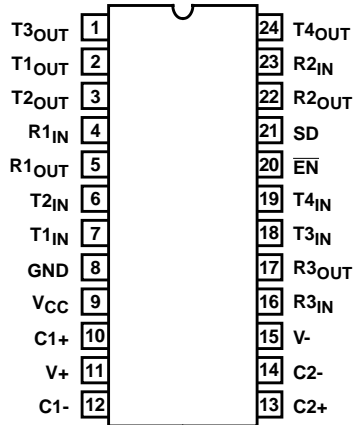 T3OUT 1 24 T4OUT
T1OUT 2 23 R2IN
T2OUT 3 22 R2OUT
R1IN 4 21 SD
R1OUT 5 20 EN
T2IN 6 19 T4IN
T1IN 7 18 T3IN
GND 8 17 R3OUT
VCC 9 16 R3IN
C1+ 10 15 V-
V+ 11 14 C2-
C1- 12 13 C2+